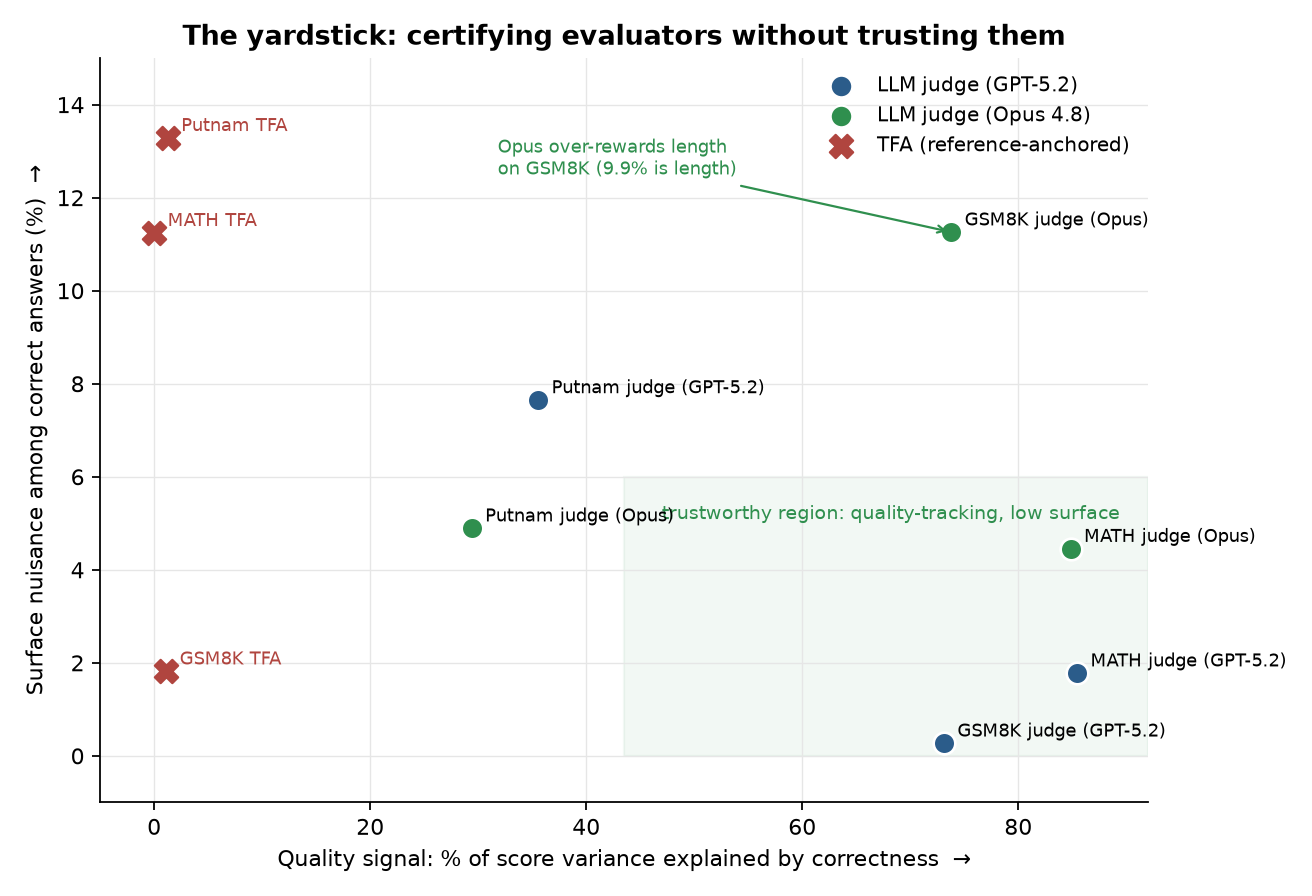 The yardstick: certifying evaluators without trusting them
LLM judge (GPT-5.2)
LLM judge (Opus 4.8)
TFA (reference-anchored)
Putnam TFA
MATH TFA
GSM8K TFA
Opus over-rewards length
on GSM8K (9.9% is length)
GSM8K judge (Opus)
Putnam judge (GPT-5.2)
Putnam judge (Opus)
trustworthy region: quality-tracking, low surface
MATH judge (Opus)
MATH judge (GPT-5.2)
GSM8K judge (GPT-5.2)
Surface nuisance among correct answers (%) →
14
12
10
8
6
4
2
0
0 20 40 60 80
Quality signal: % of score variance explained by correctness →